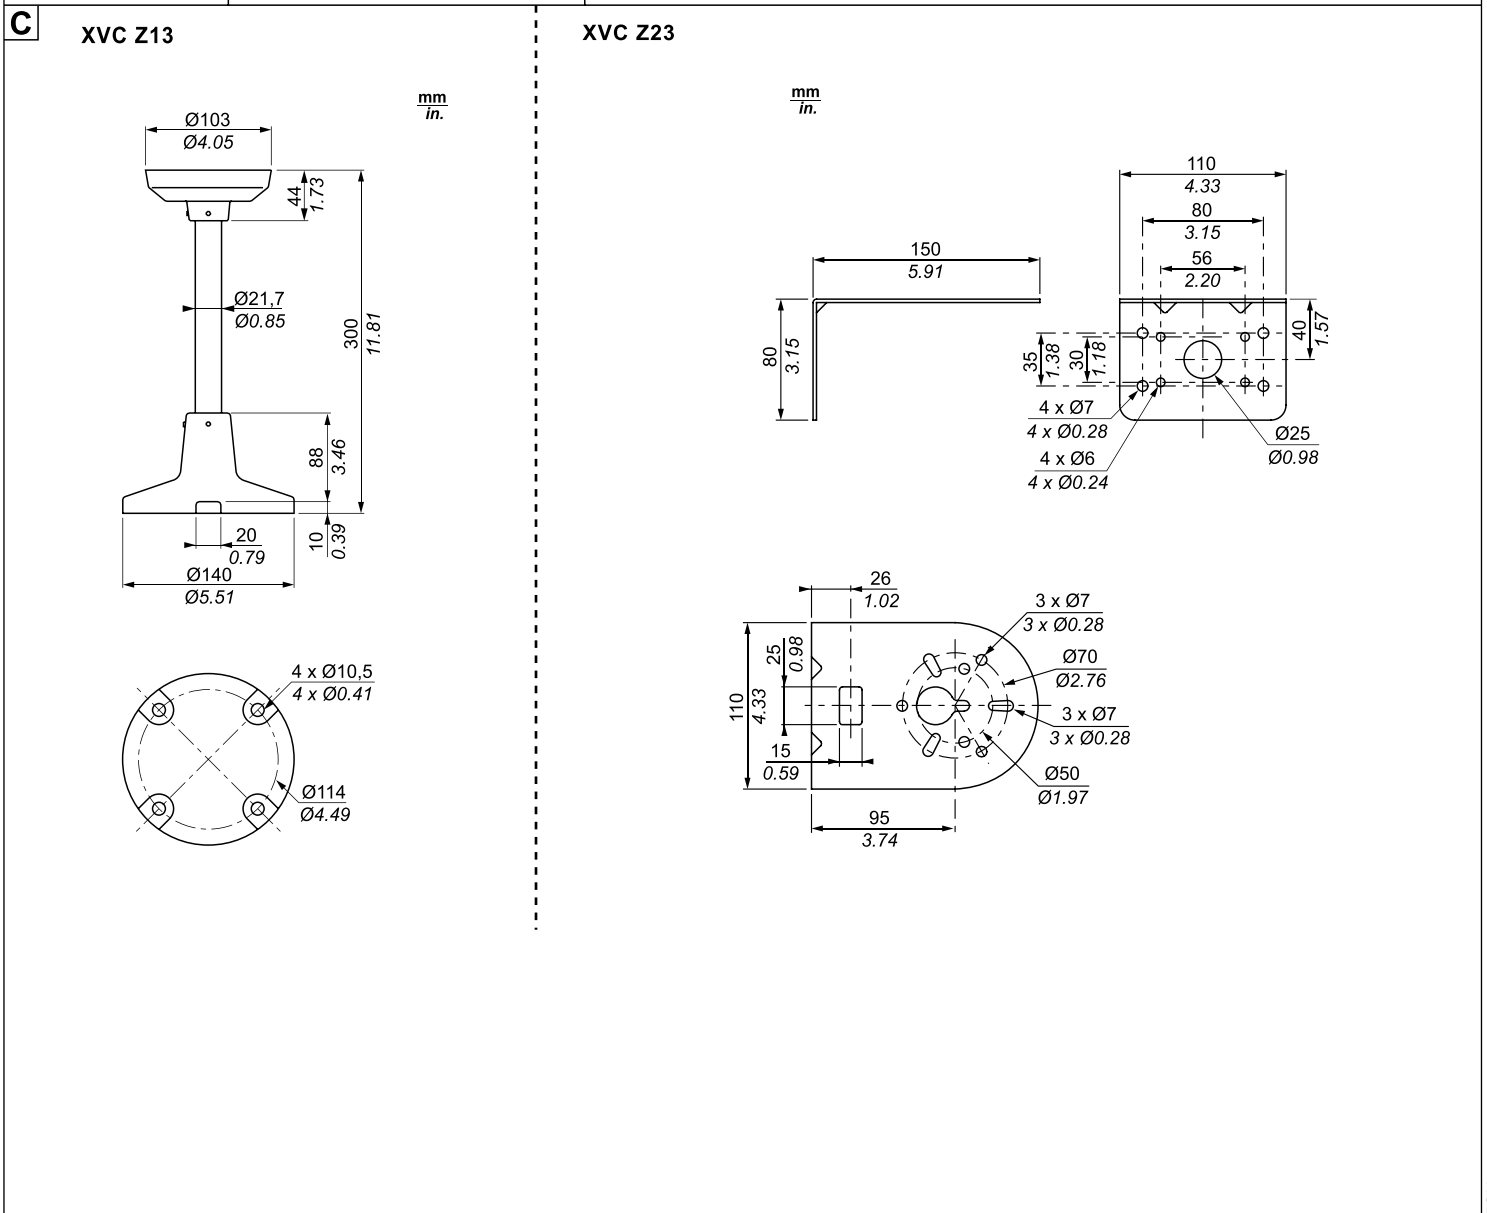 C
XVC Z13
mm
in.
Ø103
Ø4.05
44
1.73
300
11.81
Ø21,7
Ø0.85
88
3.46
10
0.39
20
0.79
Ø140
Ø5.51
4 x Ø10,5
4 x Ø0.41
Ø114
Ø4.49
XVC Z23
mm
in.
150
5.91
80
3.15
110
4.33
80
3.15
56
2.20
40
1.57
35
1.38
30
1.18
4 x Ø7
4 x Ø0.28
4 x Ø6
4 x Ø0.24
Ø25
Ø0.98
26
1.02
25
0.98
110
4.33
15
0.59
95
3.74
3 x Ø7
3 x Ø0.28
Ø70
Ø2.76
3 x Ø7
3 x Ø0.28
Ø50
Ø1.97